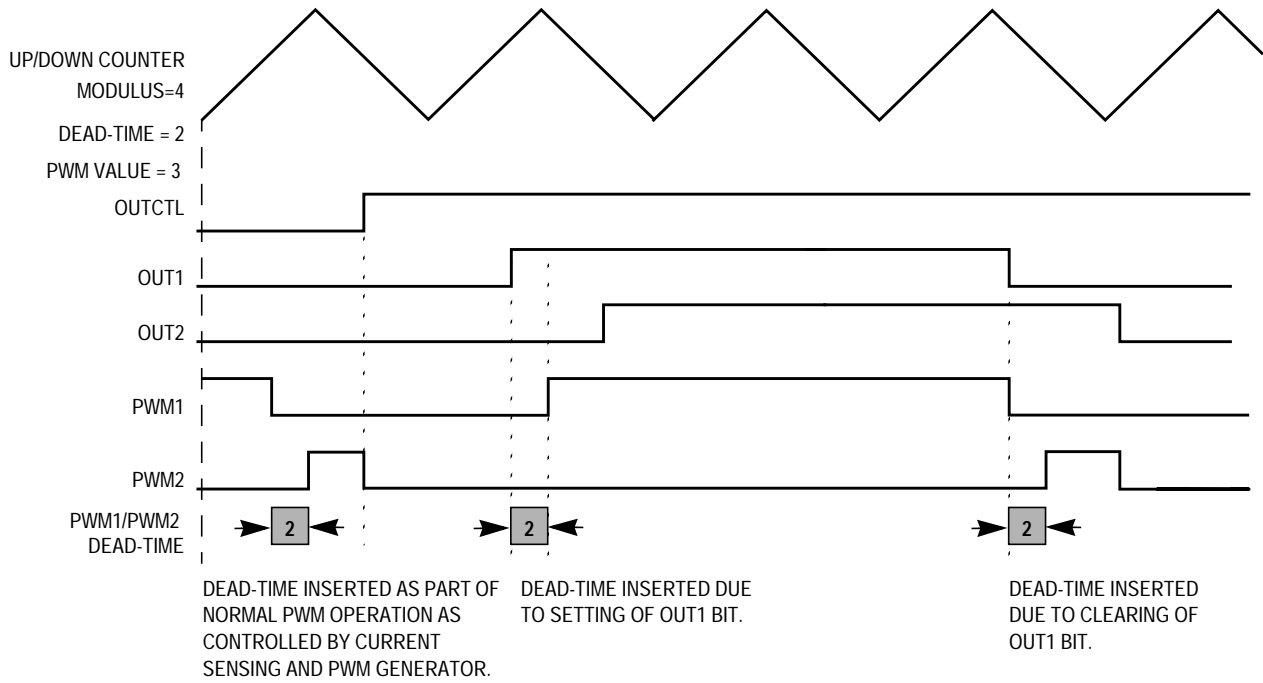 UP/DOWN COUNTER
MODULUS=4
DEAD-TIME = 2
PWM VALUE = 3
OUTCTL
OUT1
OUT2
PWM1
PWM2
PWM1/PWM2
DEAD-TIME
2
2
2
DEAD-TIME INSERTED AS PART OF
NORMAL PWM OPERATION AS
CONTROLLED BY CURRENT
SENSING AND PWM GENERATOR.
DEAD-TIME INSERTED DUE
TO SETTING OF OUT1 BIT.
DEAD-TIME INSERTED
DUE TO CLEARING OF
OUT1 BIT.